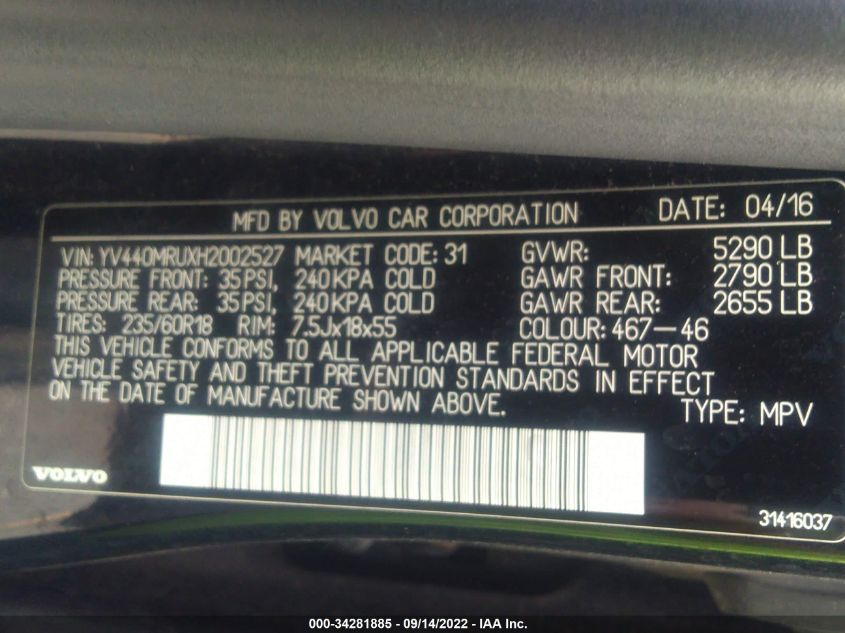 MFD BY VOLVO CAR CORPORATION DATE: 04/16
VIN: YV440MRUXH2002527 MARKET CODE: 31 GVWR: 5290 LB
PRESSURE FRONT: 35 PSI, 240 KPA COLD GAWR FRONT: 2790 LB
PRESSURE REAR: 35 PSI, 240 KPA COLD GAWR REAR: 2655 LB
TIRES: 235/60R18 RIM: 7.5Jx18x55 COLOUR: 467-46
THIS VEHICLE CONFORMS TO ALL APPLICABLE FEDERAL MOTOR
VEHICLE SAFETY AND THEFT PREVENTION STANDARDS IN EFFECT
ON THE DATE OF MANUFACTURE SHOWN ABOVE.
TYPE: MPV
VOLVO
31416037
000-34281885 - 09/14/2022 - IAA Inc.